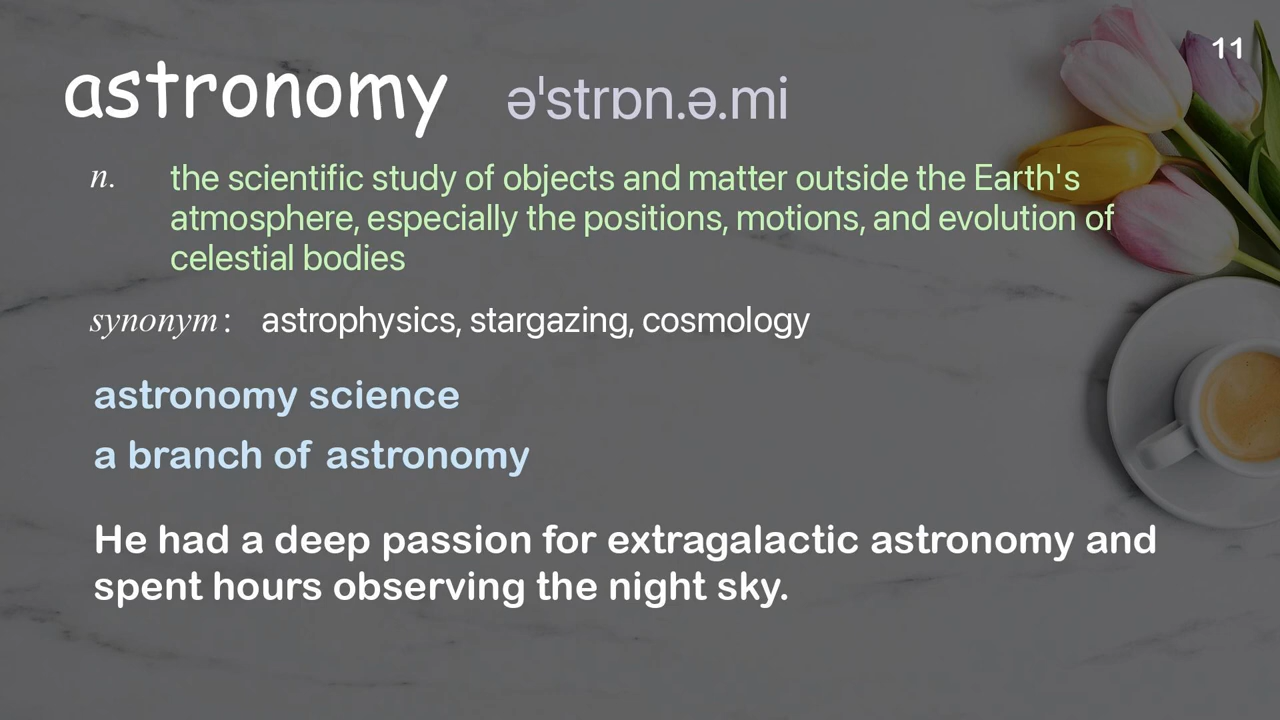 11
astronomy əˈstrɒn.ə.mi
n. the scientific study of objects and matter outside the Earth's
atmosphere, especially the positions, motions, and evolution of
celestial bodies
synonym: astrophysics, stargazing, cosmology
astronomy science
a branch of astronomy
He had a deep passion for extragalactic astronomy and
spent hours observing the night sky.